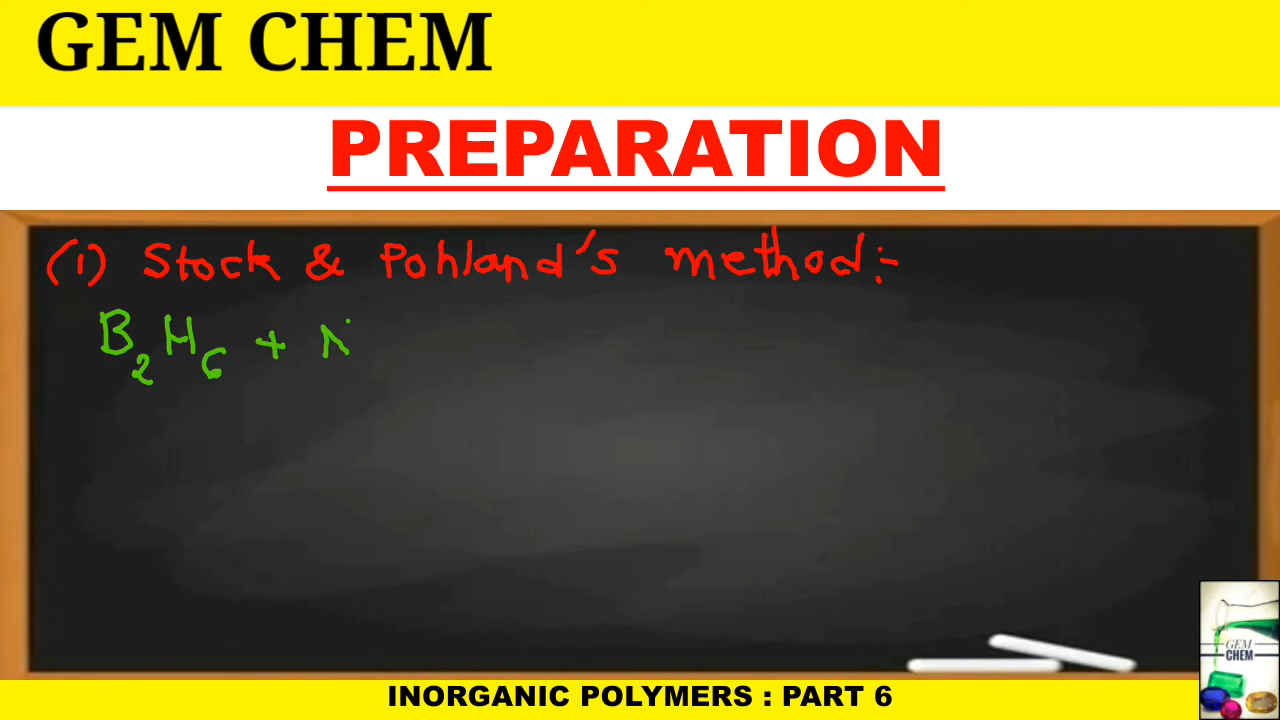 GEM CHEM
PREPARATION
(1) Stock & Pohland's method:-
B2H6 +
GEM
CHEM
INORGANIC POLYMERS : PART 6